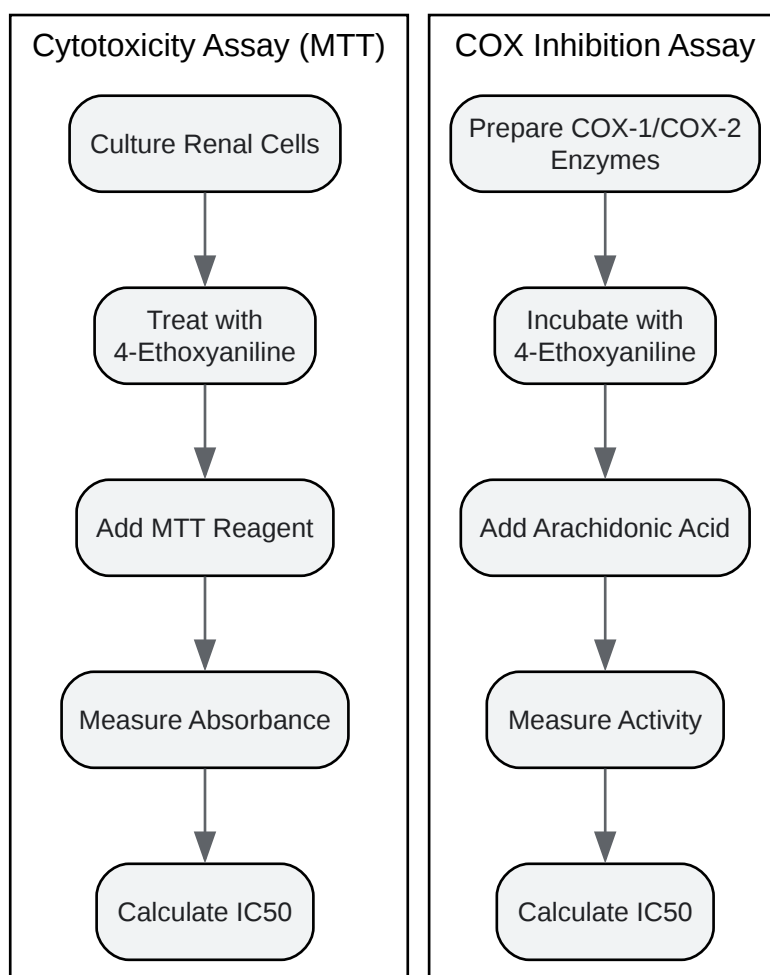 Cytotoxicity Assay (MTT)
Culture Renal Cells
Treat with
4-Ethoxyaniline
Add MTT Reagent
Measure Absorbance
Calculate IC50
COX Inhibition Assay
Prepare COX-1/COX-2
Enzymes
Incubate with
4-Ethoxyaniline
Add Arachidonic Acid
Measure Activity
Calculate IC50